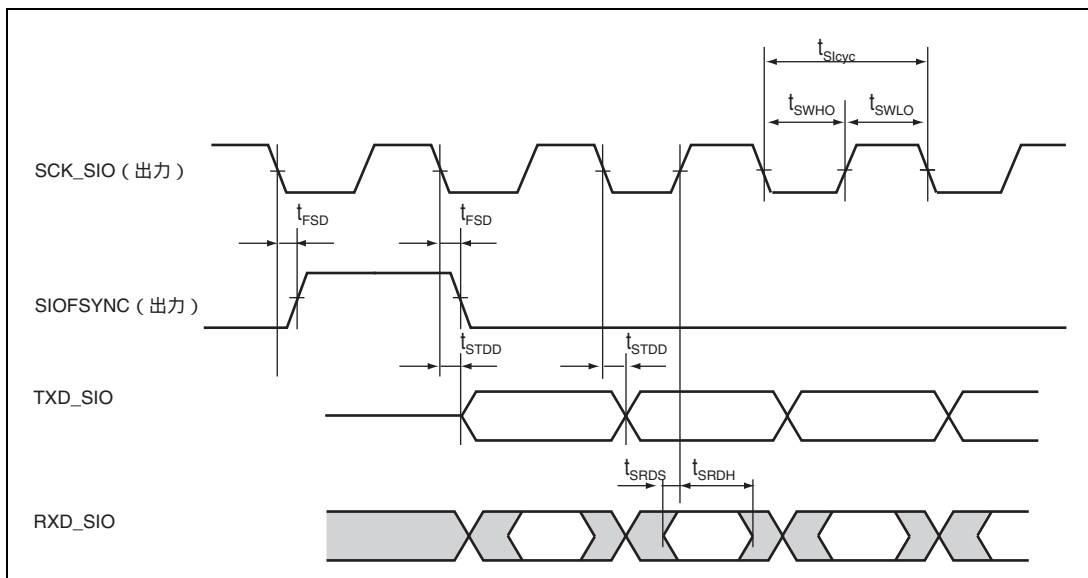 tSIcyc
tSWHO
tSWLO
SCK_SIO（出力）
tFSD
tFSD
SIOFSYNC（出力）
tSTDD
tSTDD
TXD_SIO
tSRDS
tSRDH
RXD_SIO